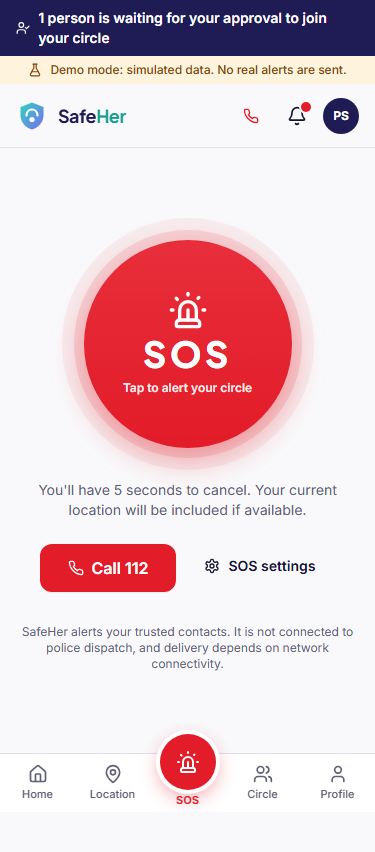 1 person is waiting for your approval to join
your circle
Demo mode: simulated data. No real alerts are sent.
SafeHer
PS
SOS
Tap to alert your circle
You'll have 5 seconds to cancel. Your current
location will be included if available.
Call 112
SOS settings
SafeHer alerts your trusted contacts. It is not connected to
police dispatch, and delivery depends on network
connectivity.
Home
Location
SOS
Circle
Profile